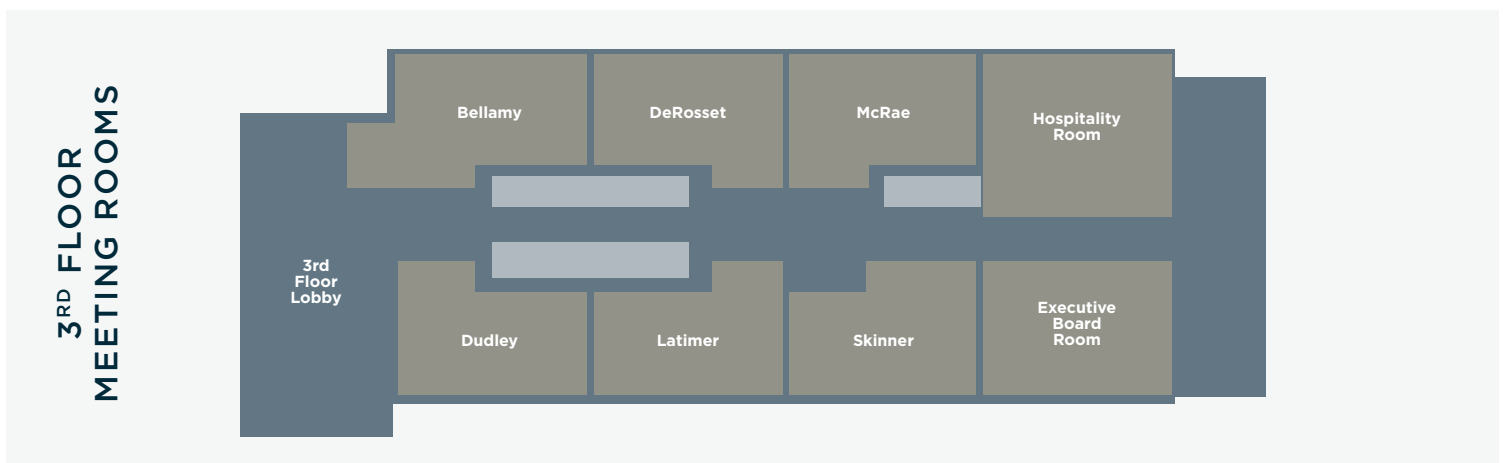 3RD FLOOR
MEETING ROOMS
Bellamy
DeRosset
McRae
Hospitality
Room
3rd
Floor
Lobby
Dudley
Latimer
Skinner
Executive
Board
Room